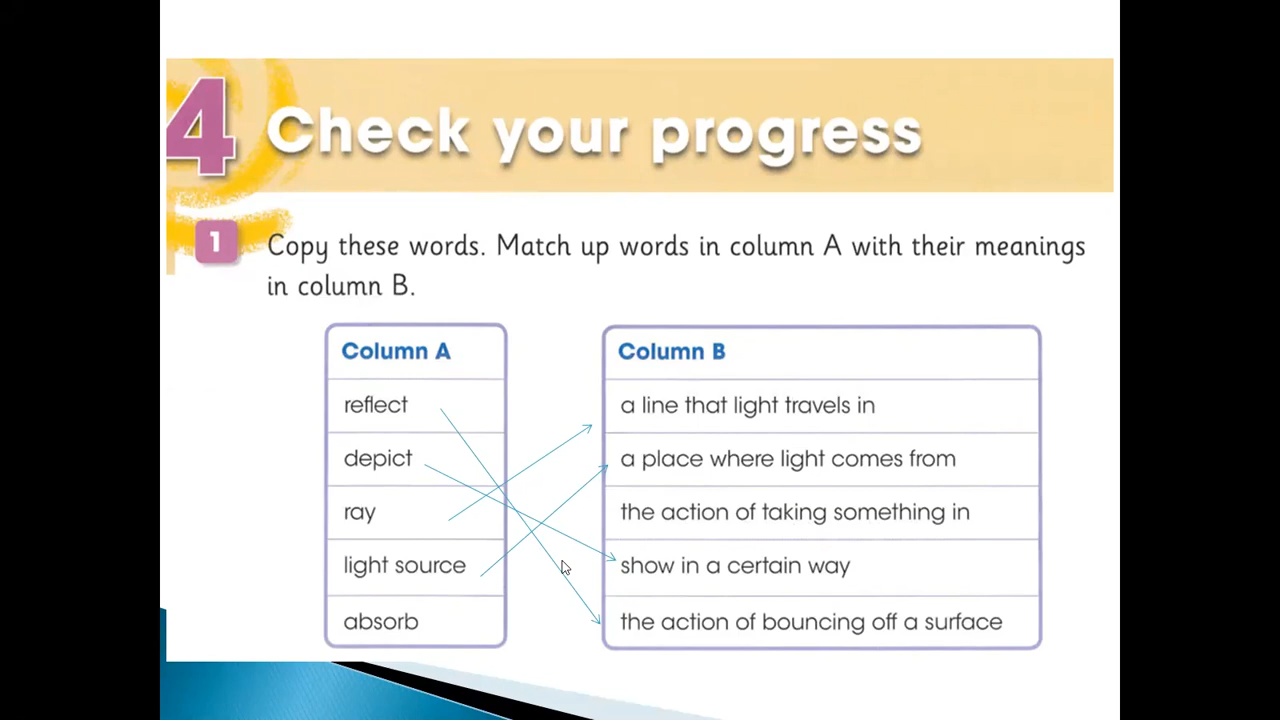 4 Check your progress
1 Copy these words. Match up words in column A with their meanings
in column B.
Column A
reflect
depict
ray
light source
absorb
Column B
a line that light travels in
a place where light comes from
the action of taking something in
show in a certain way
the action of bouncing off a surface